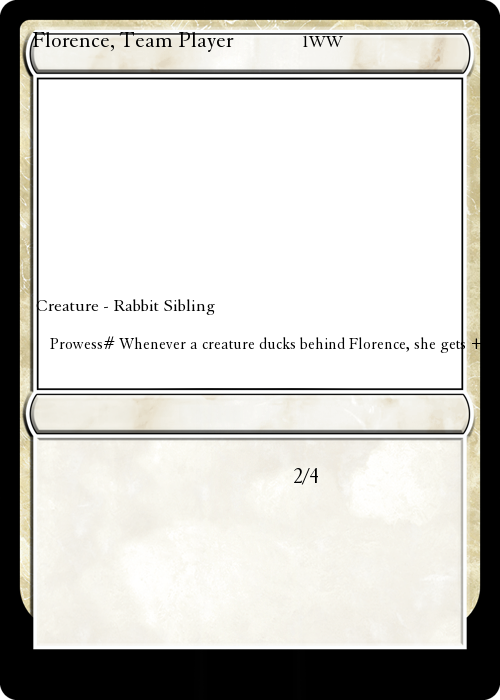 Florence, Team Player 1WW
Creature - Rabbit Sibling
Prowess# Whenever a creature ducks behind Florence, she gets +
2/4